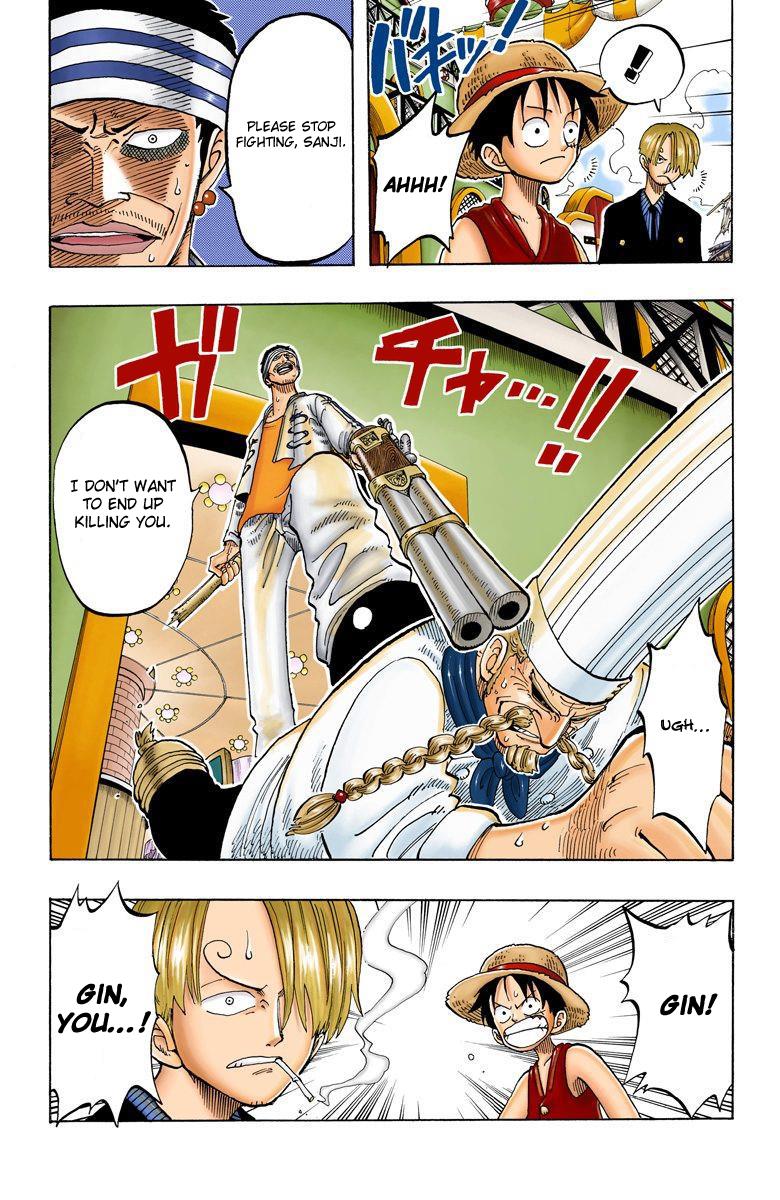 バキッ!
!
AHHH!
PLEASE STOP
FIGHTING, SANJI.
チャ…!!
ガ
I DON'T WANT
TO END UP
KILLING YOU.
UGH...
GIN!
GIN,
YOU...!